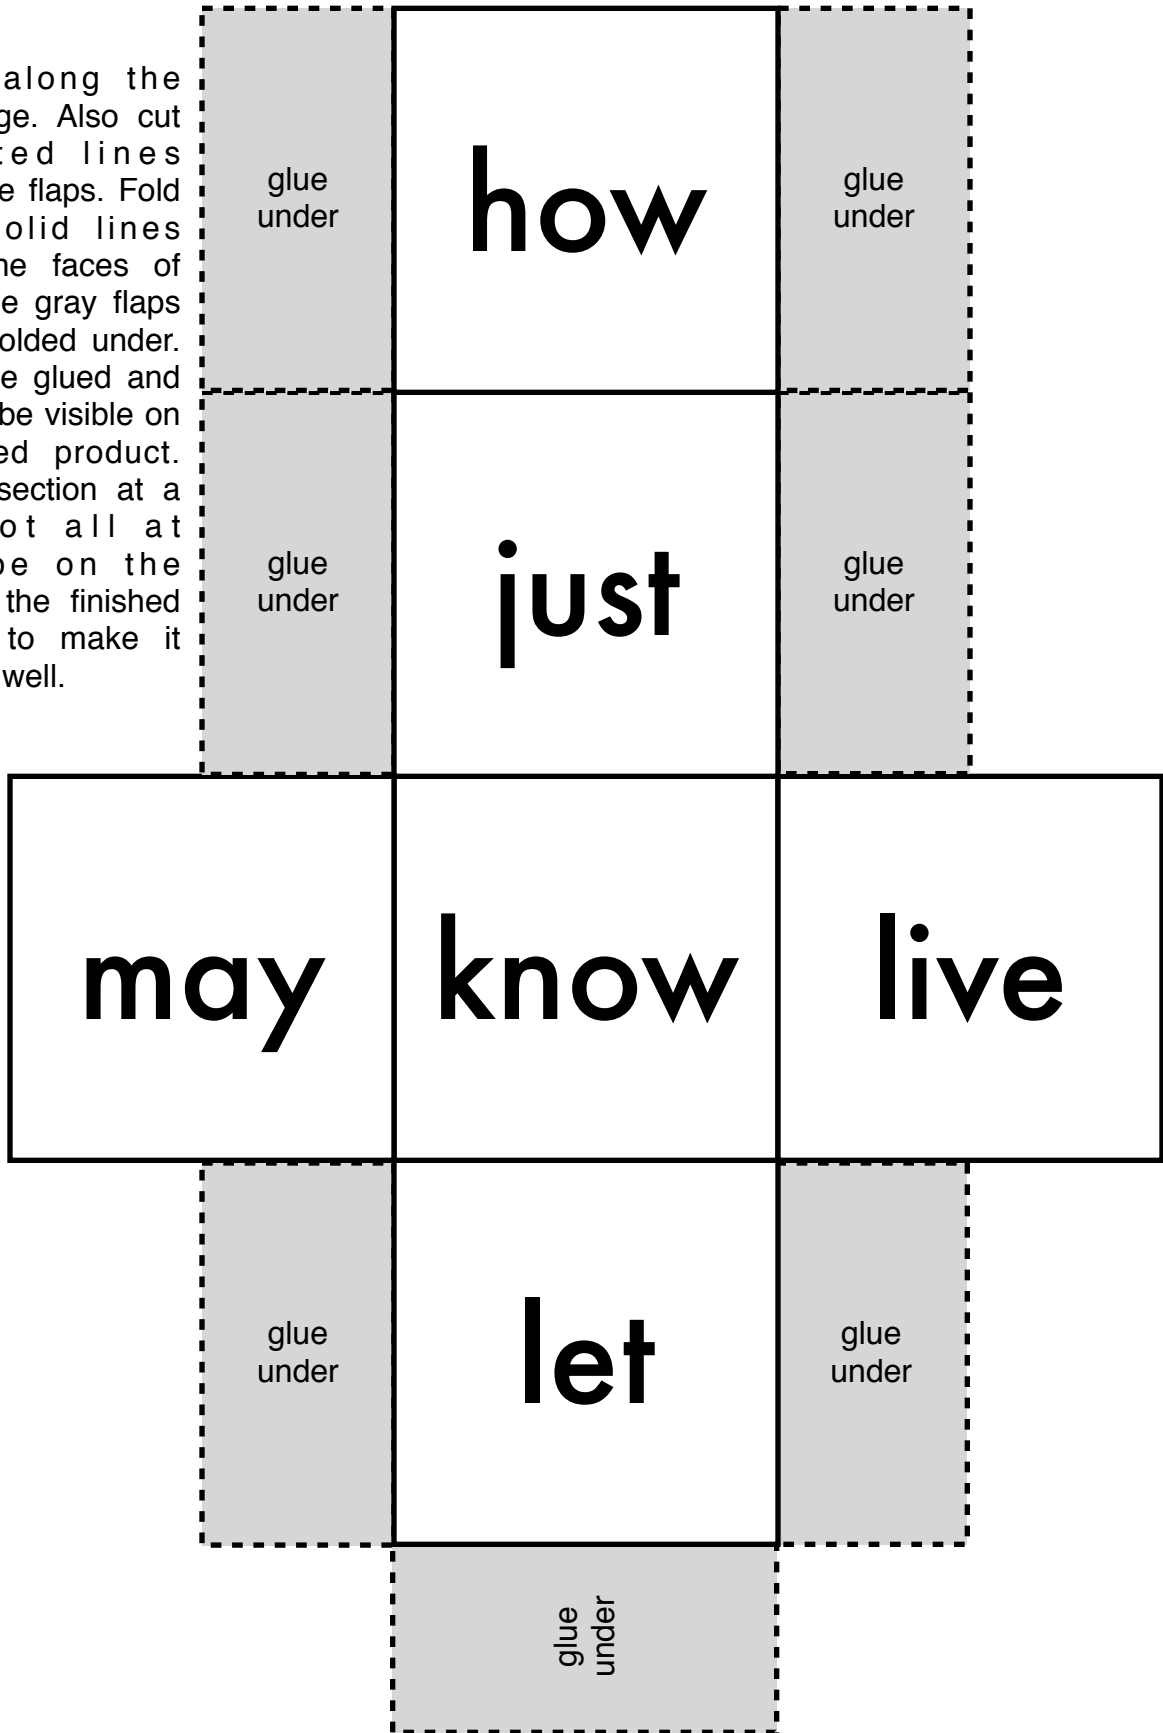 along the
ge. Also cut
ted lines
e flaps. Fold
olid lines
he faces of
e gray flaps
olded under.
e glued and
be visible on
ed product.
section at a
ot all at
pe on the
the finished
to make it
well.
glue
under
how
glue
under
glue
under
just
glue
under
may
know
live
glue
under
let
glue
under
glue
under